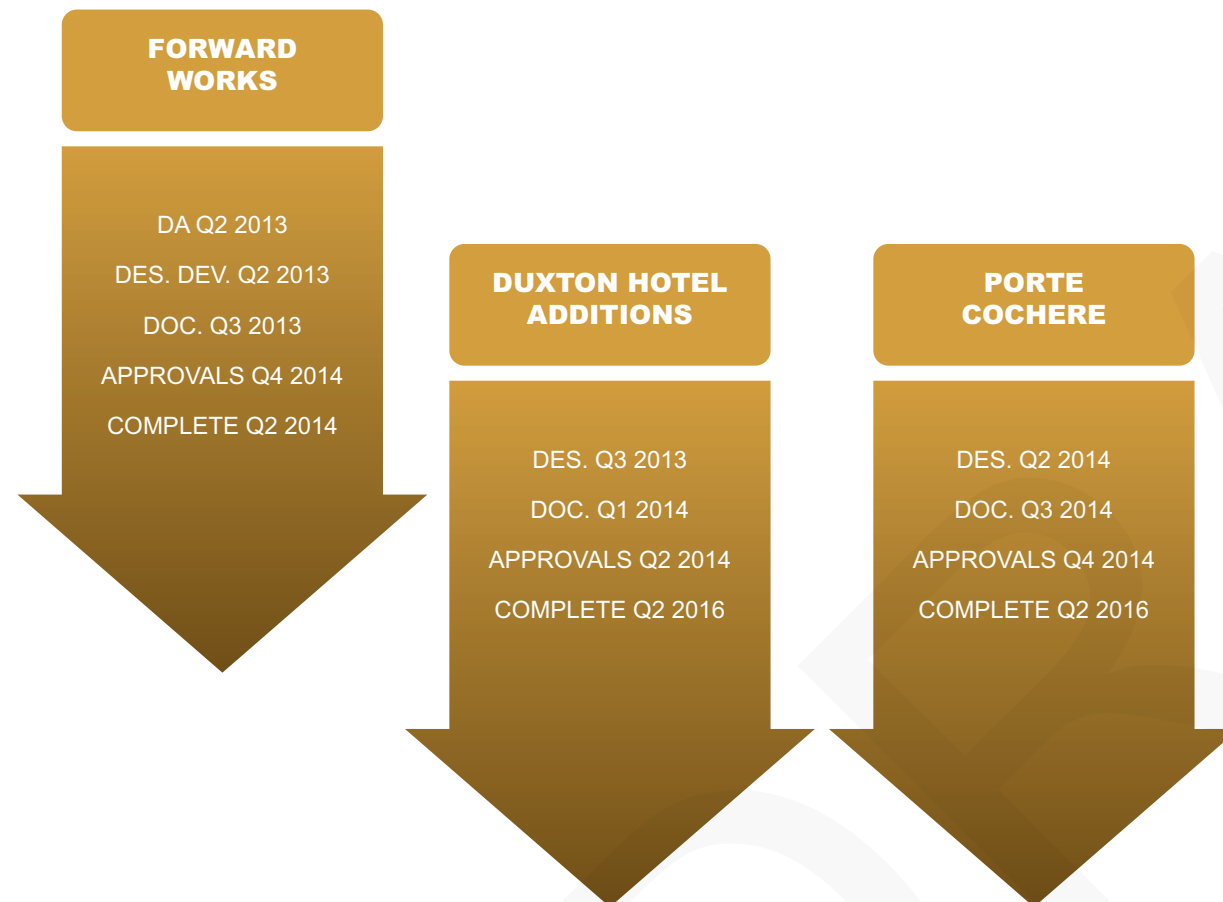 FORWARD
WORKS
DA Q2 2013
DES. DEV. Q2 2013
DOC. Q3 2013
APPROVALS Q4 2014
COMPLETE Q2 2014
DUXTON HOTEL
ADDITIONS
DES. Q3 2013
DOC. Q1 2014
APPROVALS Q2 2014
COMPLETE Q2 2016
PORTE
COCHERE
DES. Q2 2014
DOC. Q3 2014
APPROVALS Q4 2014
COMPLETE Q2 2016